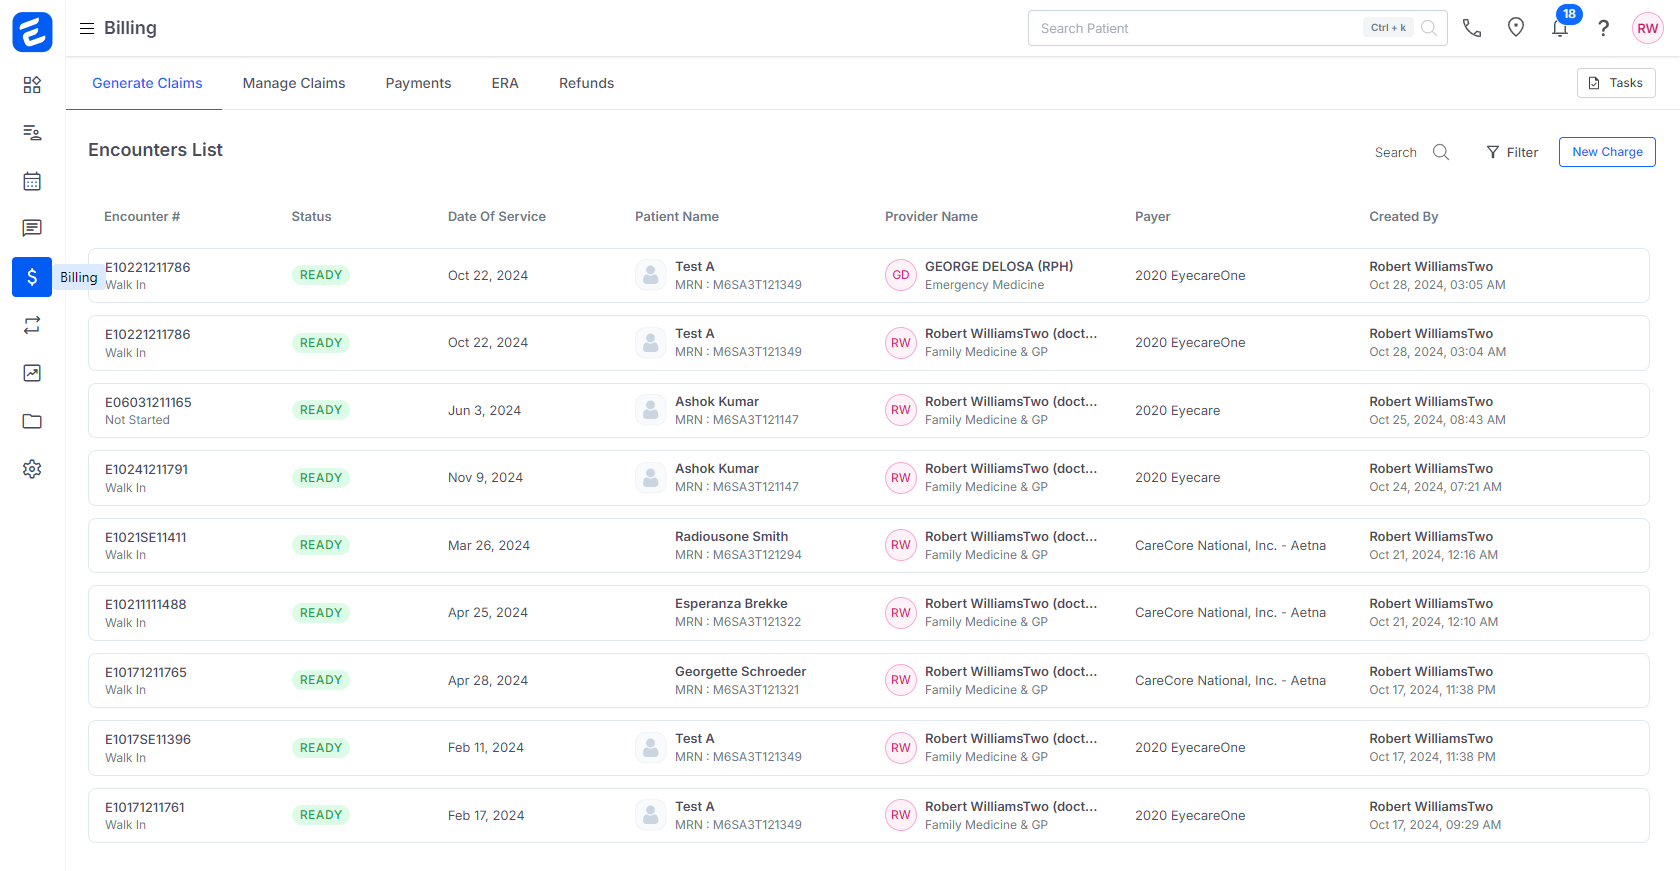 Billing
Search Patient
Ctrl + k
18
?
RW
Generate Claims
Manage Claims
Payments
ERA
Refunds
Tasks
Encounters List
Search
Filter
New Charge
Encounter # Status Date Of Service Patient Name Provider Name Payer Created By
$ Billing
E10221211786
Walk In
READY
Oct 22, 2024
Test A
MRN : M6SA3T121349
GD
GEORGE DELOSA (RPH)
Emergency Medicine
2020 EyecareOne
Robert WilliamsTwo
Oct 28, 2024, 03:05 AM
E10221211786
Walk In
READY
Oct 22, 2024
Test A
MRN : M6SA3T121349
RW
Robert WilliamsTwo (doct...
Family Medicine & GP
2020 EyecareOne
Robert WilliamsTwo
Oct 28, 2024, 03:04 AM
E06031211165
Not Started
READY
Jun 3, 2024
Ashok Kumar
MRN : M6SA3T121147
RW
Robert WilliamsTwo (doct...
Family Medicine & GP
2020 Eyecare
Robert WilliamsTwo
Oct 25, 2024, 08:43 AM
E10241211791
Walk In
READY
Nov 9, 2024
Ashok Kumar
MRN : M6SA3T121147
RW
Robert WilliamsTwo (doct...
Family Medicine & GP
2020 Eyecare
Robert WilliamsTwo
Oct 24, 2024, 07:21 AM
E1021SE11411
Walk In
READY
Mar 26, 2024
Radiousone Smith
MRN : M6SA3T121294
RW
Robert WilliamsTwo (doct...
Family Medicine & GP
CareCore National, Inc. - Aetna
Robert WilliamsTwo
Oct 21, 2024, 12:16 AM
E10211111488
Walk In
READY
Apr 25, 2024
Esperanza Brekke
MRN : M6SA3T121322
RW
Robert WilliamsTwo (doct...
Family Medicine & GP
CareCore National, Inc. - Aetna
Robert WilliamsTwo
Oct 21, 2024, 12:10 AM
E10171211765
Walk In
READY
Apr 28, 2024
Georgette Schroeder
MRN : M6SA3T121321
RW
Robert WilliamsTwo (doct...
Family Medicine & GP
CareCore National, Inc. - Aetna
Robert WilliamsTwo
Oct 17, 2024, 11:38 PM
E1017SE11396
Walk In
READY
Feb 11, 2024
Test A
MRN : M6SA3T121349
RW
Robert WilliamsTwo (doct...
Family Medicine & GP
2020 EyecareOne
Robert WilliamsTwo
Oct 17, 2024, 11:38 PM
E10171211761
Walk In
READY
Feb 17, 2024
Test A
MRN : M6SA3T121349
RW
Robert WilliamsTwo (doct...
Family Medicine & GP
2020 EyecareOne
Robert WilliamsTwo
Oct 17, 2024, 09:29 AM